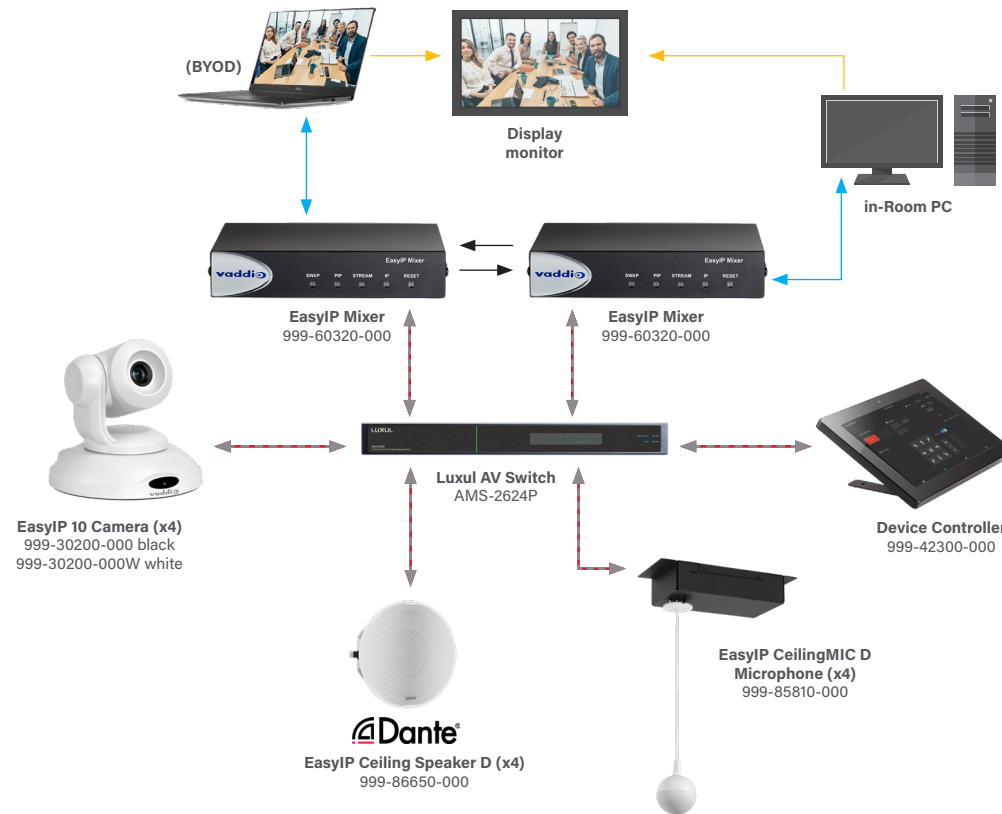 (BYOD)
Display
monitor
in-Room PC
EasyIP Mixer
vaddio
SWAP PIP STREAM IP RESET
EasyIP Mixer
vaddio
SWAP PIP STREAM IP RESET
EasyIP Mixer
999-60320-000
EasyIP Mixer
999-60320-000
LUXUL
vaddio
Luxul AV Switch
AMS-2624P
EasyIP 10 Camera (x4)
999-30200-000 black
999-30200-000W white
Device Controller
999-42300-000
EasyIP CeilingMIC D
Microphone (x4)
999-85810-000
Dante®
EasyIP Ceiling Speaker D (x4)
999-86650-000